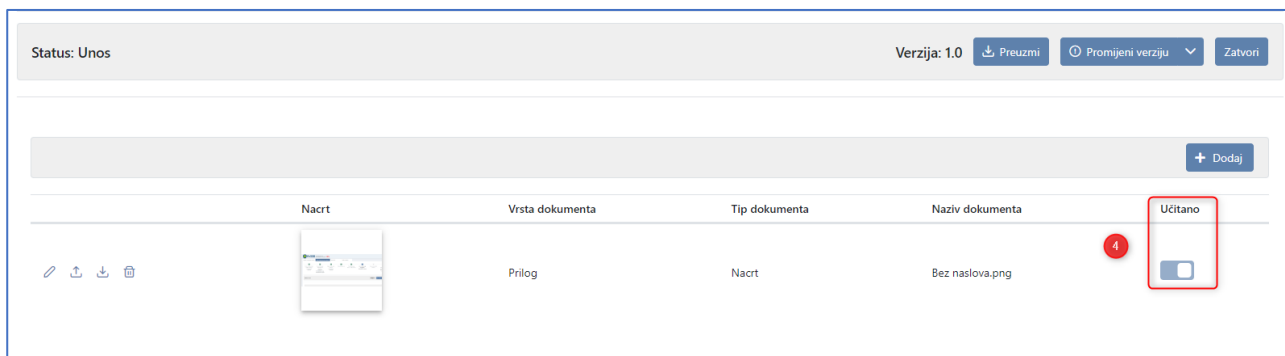 Status: Unos
Verzija: 1.0 Preuzmi Promijeni verziju Zatvori
Dodaj
Nacrt Vrsta dokumenta Tip dokumenta Naziv dokumenta Učitano
4
Prilog Nacrt Bez naslova.png